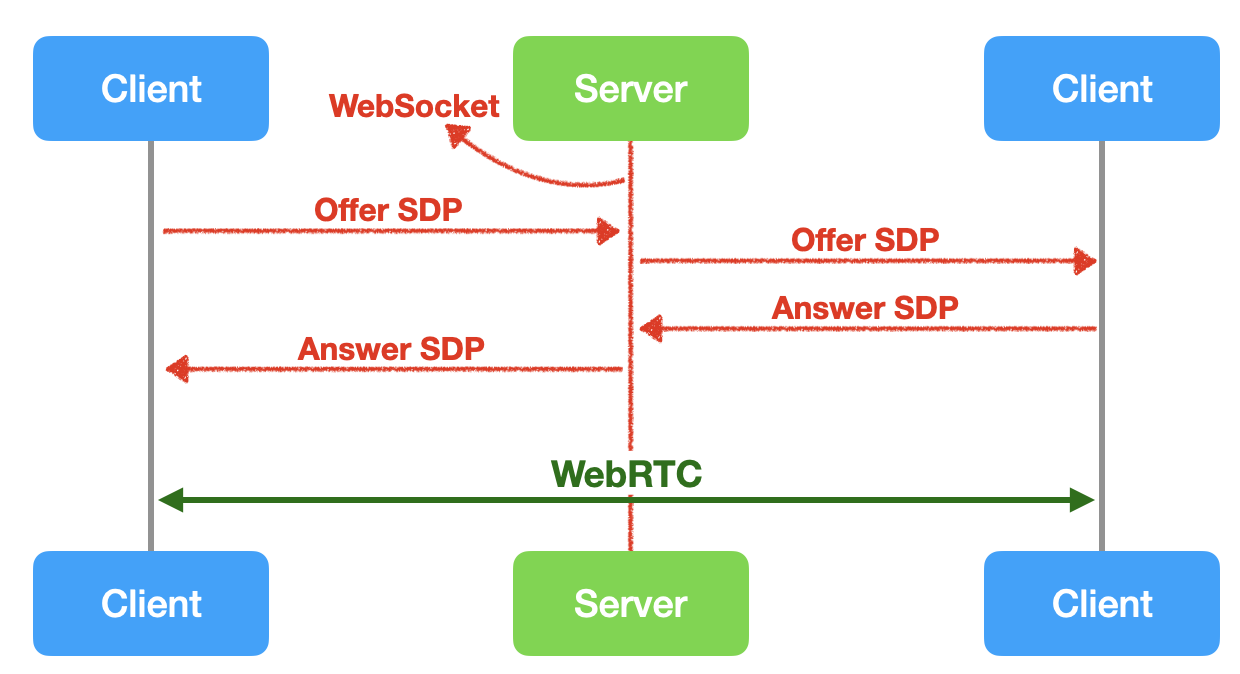 Client
Server
Client
WebSocket
Offer SDP
Offer SDP
Answer SDP
Answer SDP
WebRTC
Client
Server
Client